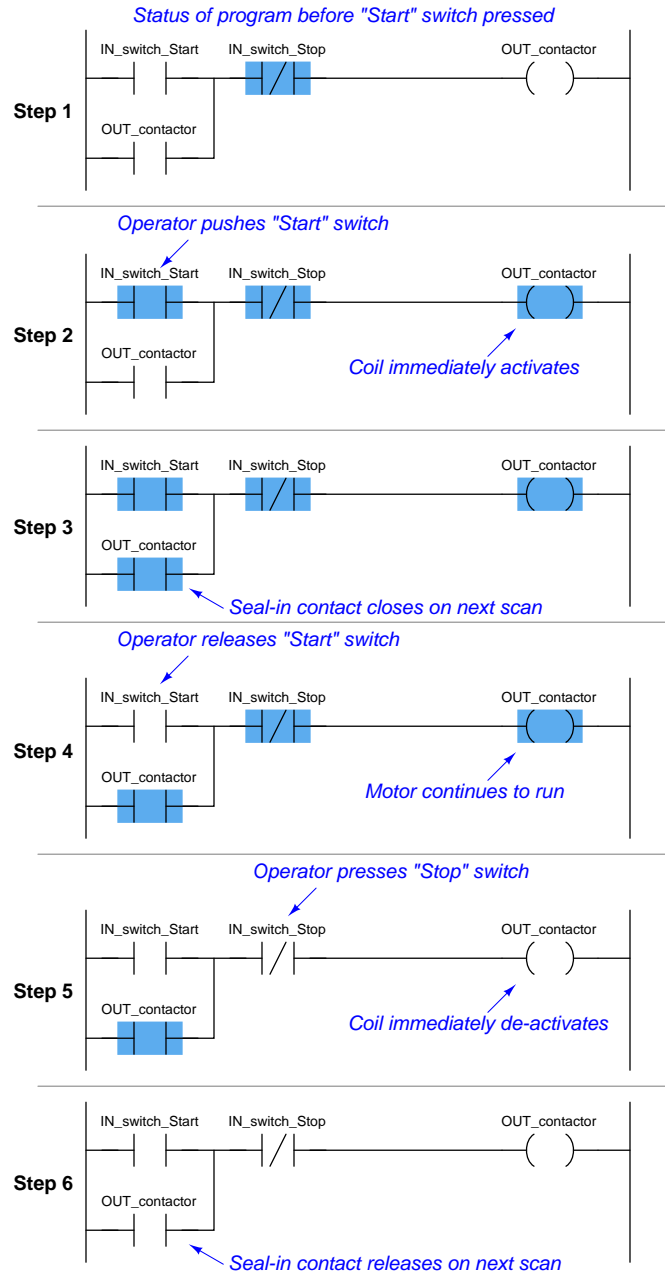 Status of program before "Start" switch pressed
IN_switch_Start IN_switch_Stop OUT_contactor
Step 1
OUT_contactor
Operator pushes "Start" switch
IN_switch_Start IN_switch_Stop OUT_contactor
Step 2
OUT_contactor
Coil immediately activates
IN_switch_Start IN_switch_Stop OUT_contactor
Step 3
OUT_contactor
Seal-in contact closes on next scan
Operator releases "Start" switch
IN_switch_Start IN_switch_Stop OUT_contactor
Step 4
OUT_contactor
Motor continues to run
Operator presses "Stop" switch
IN_switch_Start IN_switch_Stop OUT_contactor
Step 5
OUT_contactor
Coil immediately de-activates
IN_switch_Start IN_switch_Stop OUT_contactor
Step 6
OUT_contactor
Seal-in contact releases on next scan